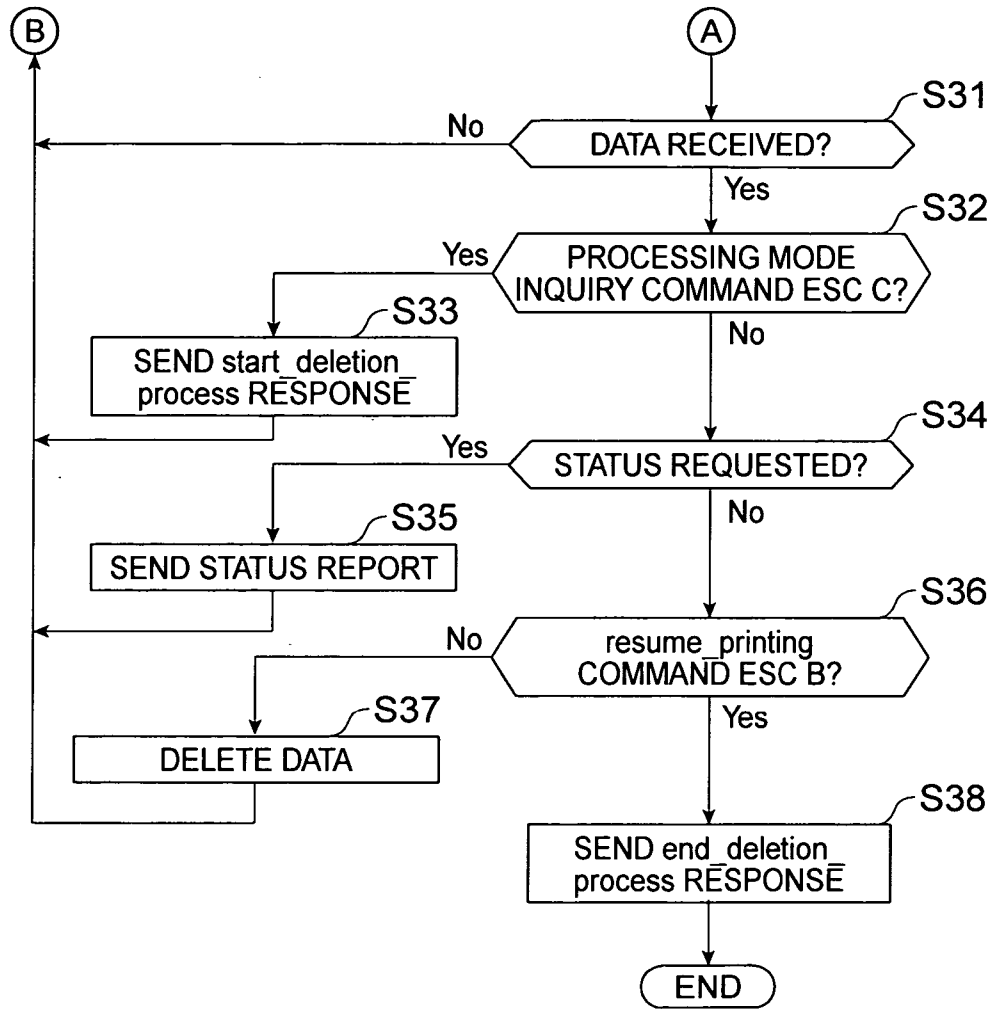 B
A
S31
No
DATA RECEIVED?
Yes
S32
Yes
PROCESSING MODE
INQUIRY COMMAND ESC C?
No
S33
SEND start_deletion_
process RESPONSE
S34
Yes
STATUS REQUESTED?
No
S35
SEND STATUS REPORT
S36
No
resume_printing
COMMAND ESC B?
Yes
S37
DELETE DATA
S38
SEND end_deletion_
process RESPONSE
END